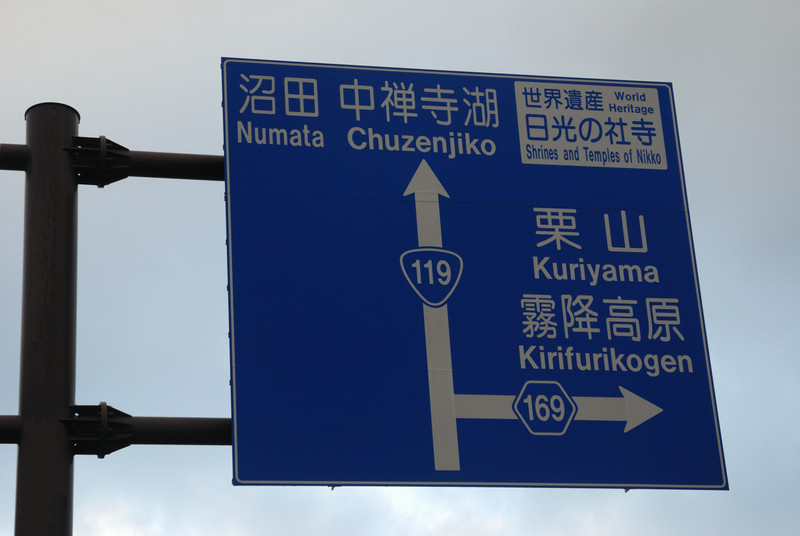 沼田 中禅寺湖
Numata Chuzenjiko
世界遺産 World Heritage
日光の社寺
Shrines and Temples of Nikko
栗山
Kuriyama
119
霧降高原
Kirifurikogen
169